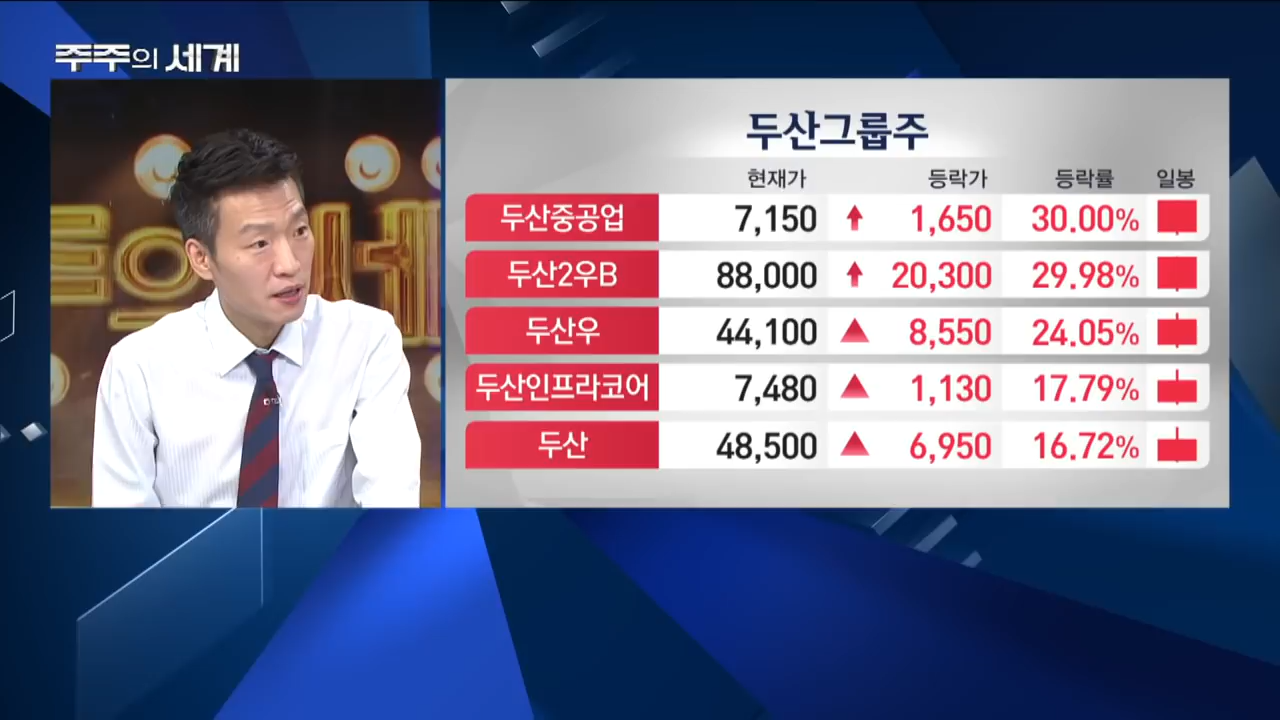 주주의 세계
두산그룹주
현재가 등락가 등락률 일봉
두산중공업 7,150 1,650 30.00%
두산2우B 88,000 20,300 29.98%
두산우 44,100 ▲ 8,550 24.05%
두산인프라코어 7,480 ▲ 1,130 17.79%
두산 48,500 ▲ 6,950 16.72%